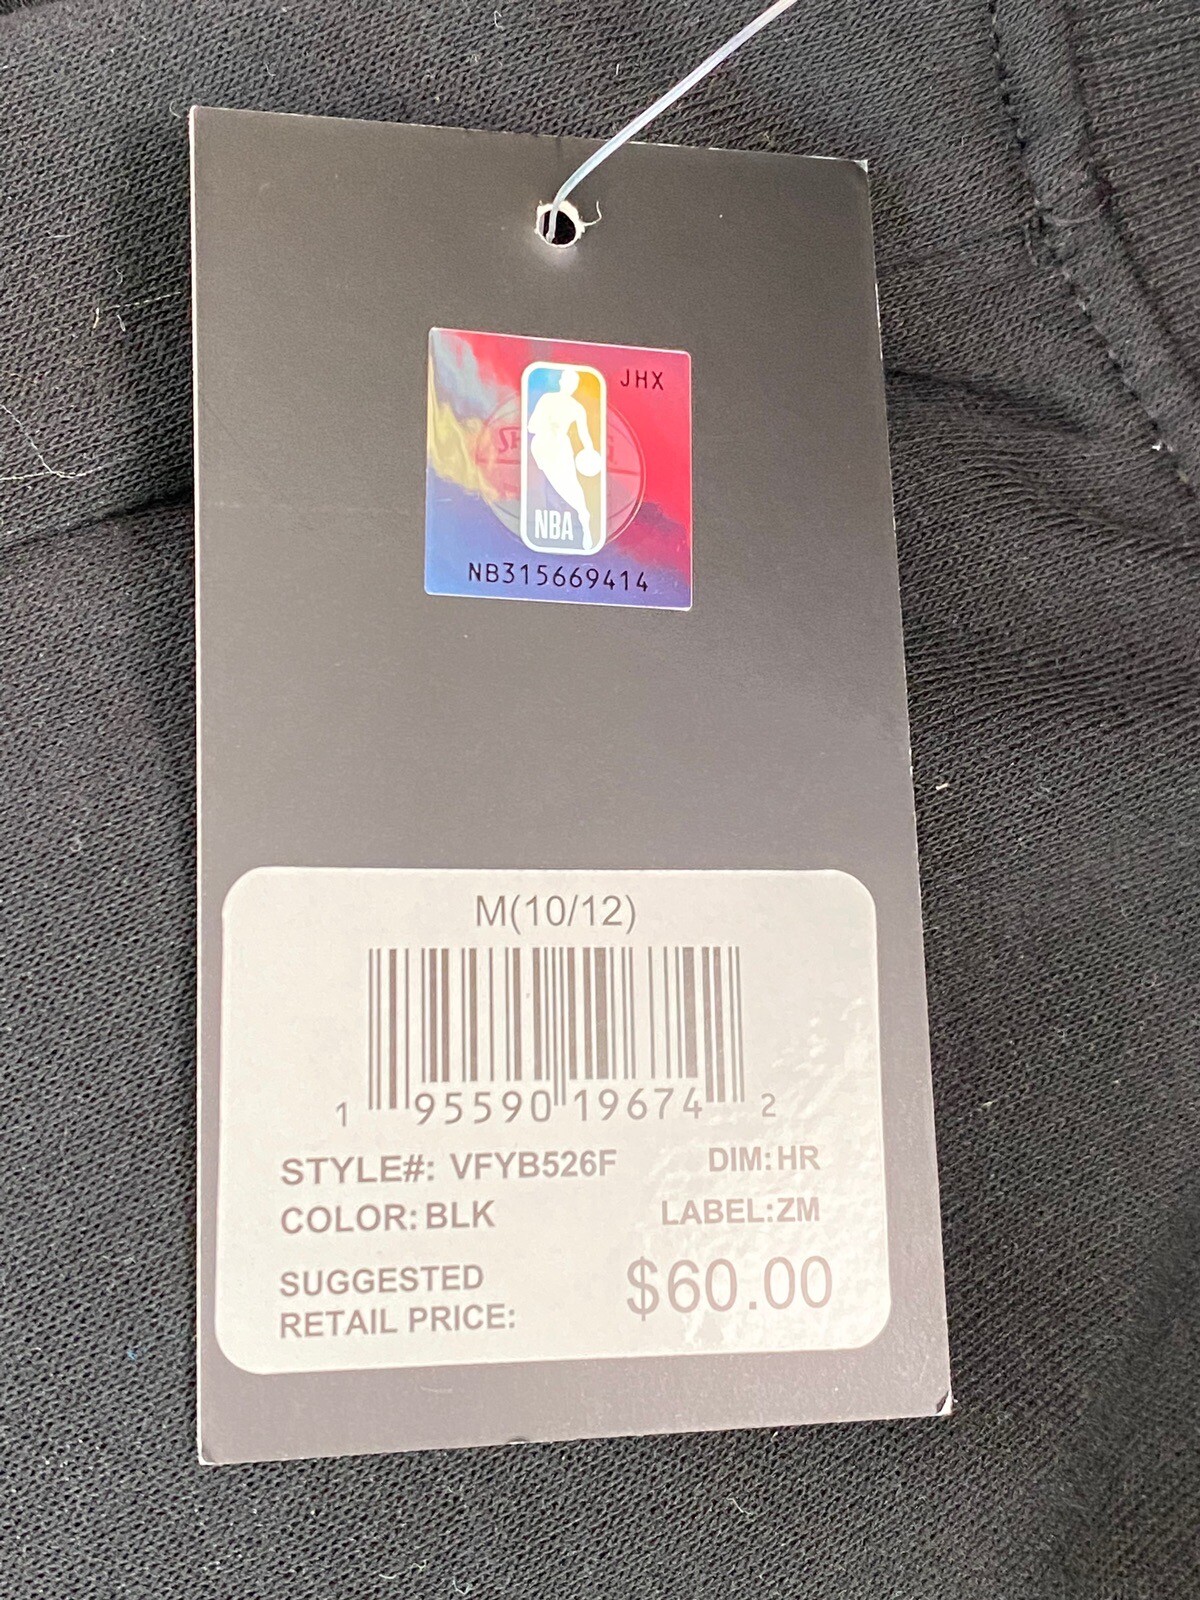 JHX
NBA
NB315669414
M(10/12)
1 95590 19674 2
STYLE#: VFYB526F DIM:HR
COLOR:BLK LABEL:ZM
SUGGESTED
RETAIL PRICE: $60.00